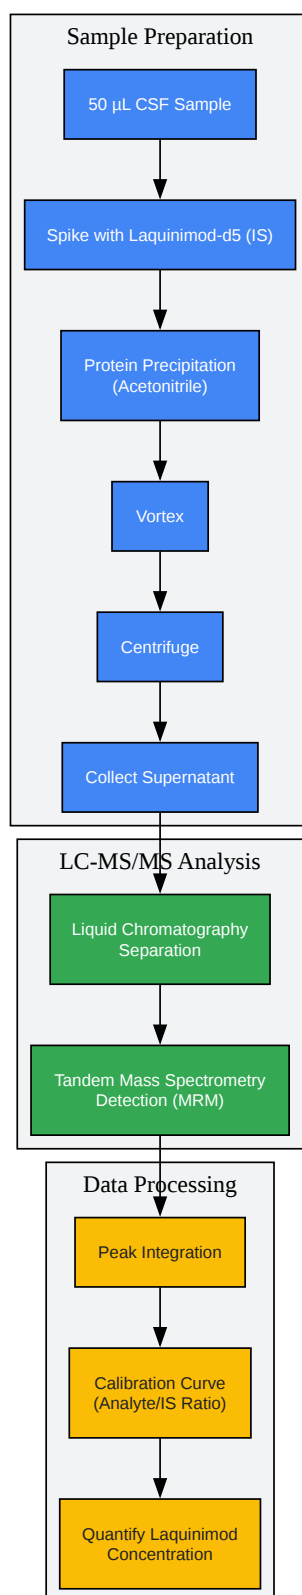 Sample Preparation
50 µL CSF Sample
Spike with Laquinimod-d5 (IS)
Protein Precipitation
(Acetonitrile)
Vortex
Centrifuge
Collect Supernatant
LC-MS/MS Analysis
Liquid Chromatography
Separation
Tandem Mass Spectrometry
Detection (MRM)
Data Processing
Peak Integration
Calibration Curve
(Analyte/IS Ratio)
Quantify Laquinimod
Concentration